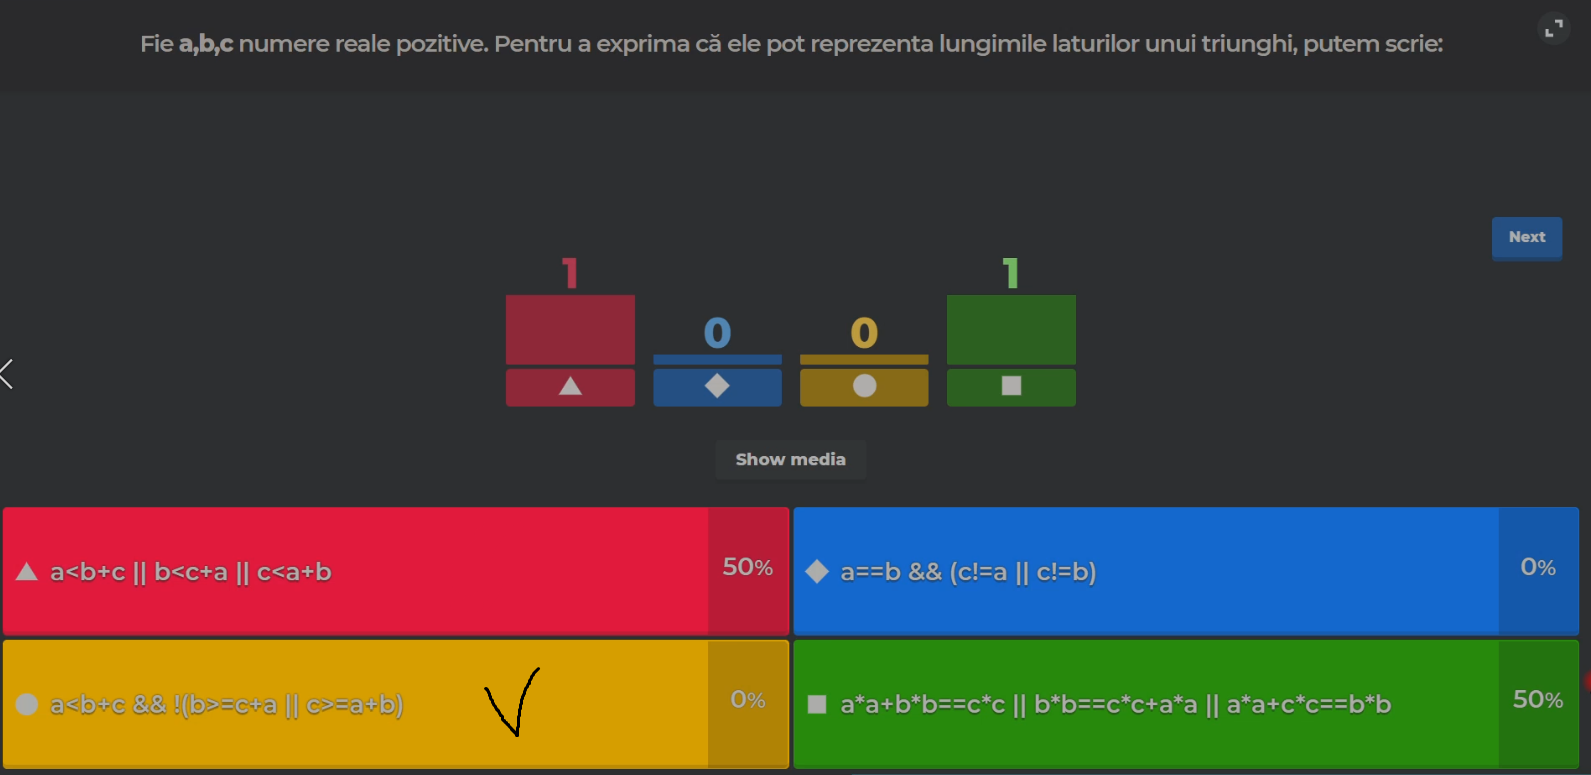 Fie a,b,c numere reale pozitive. Pentru a exprima că ele pot reprezenta lungimile laturilor unui triunghi, putem scrie:
Next
1
0
0
1
Show media
a<b+c || b<c+a || c<a+b
50%
a==b && (c!=a || c!=b)
0%
a<b+c && !(b>=c+a || c>=a+b)
0%
a*a+b*b==c*c || b*b==c*c+a*a || a*a+c*c==b*b
50%